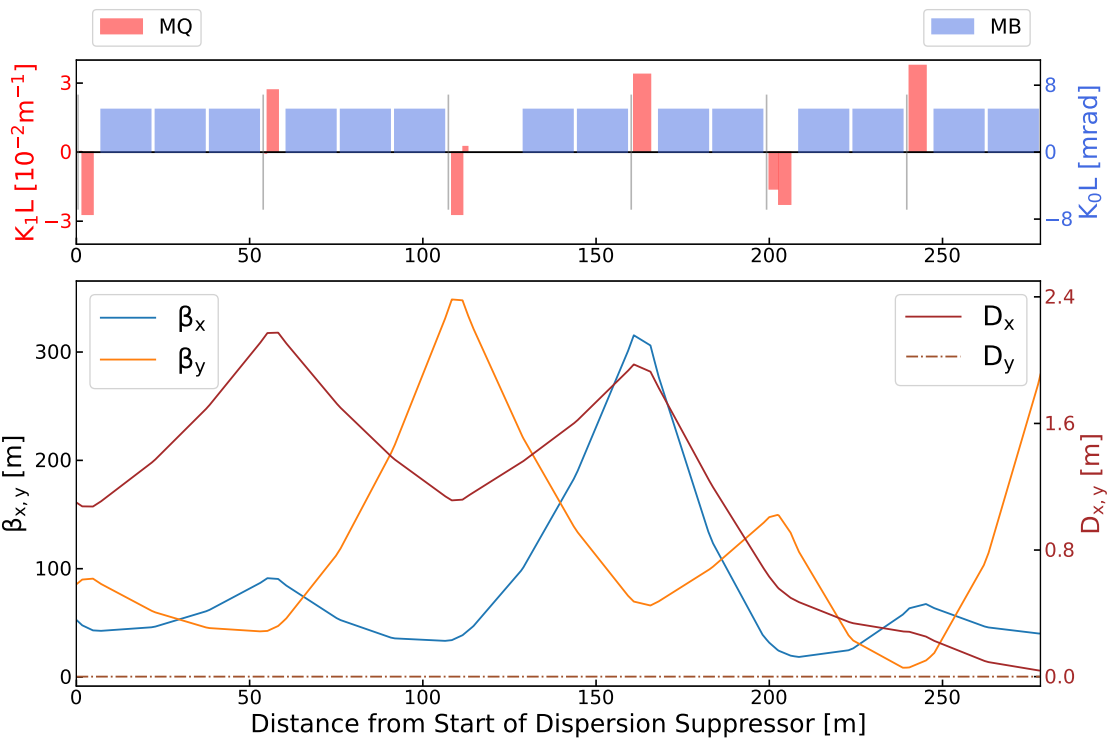 MQ
MB
K₁L [10⁻²m⁻¹]
3
0
−3
8
0
−8
K₀L [mrad]
0
50
100
150
200
250
βₓ
βᵧ
Dₓ
Dᵧ
βₓ,ᵧ [m]
300
200
100
0
2.4
1.6
0.8
0.0
Dₓ,ᵧ [m]
0
50
100
150
200
250
Distance from Start of Dispersion Suppressor [m]